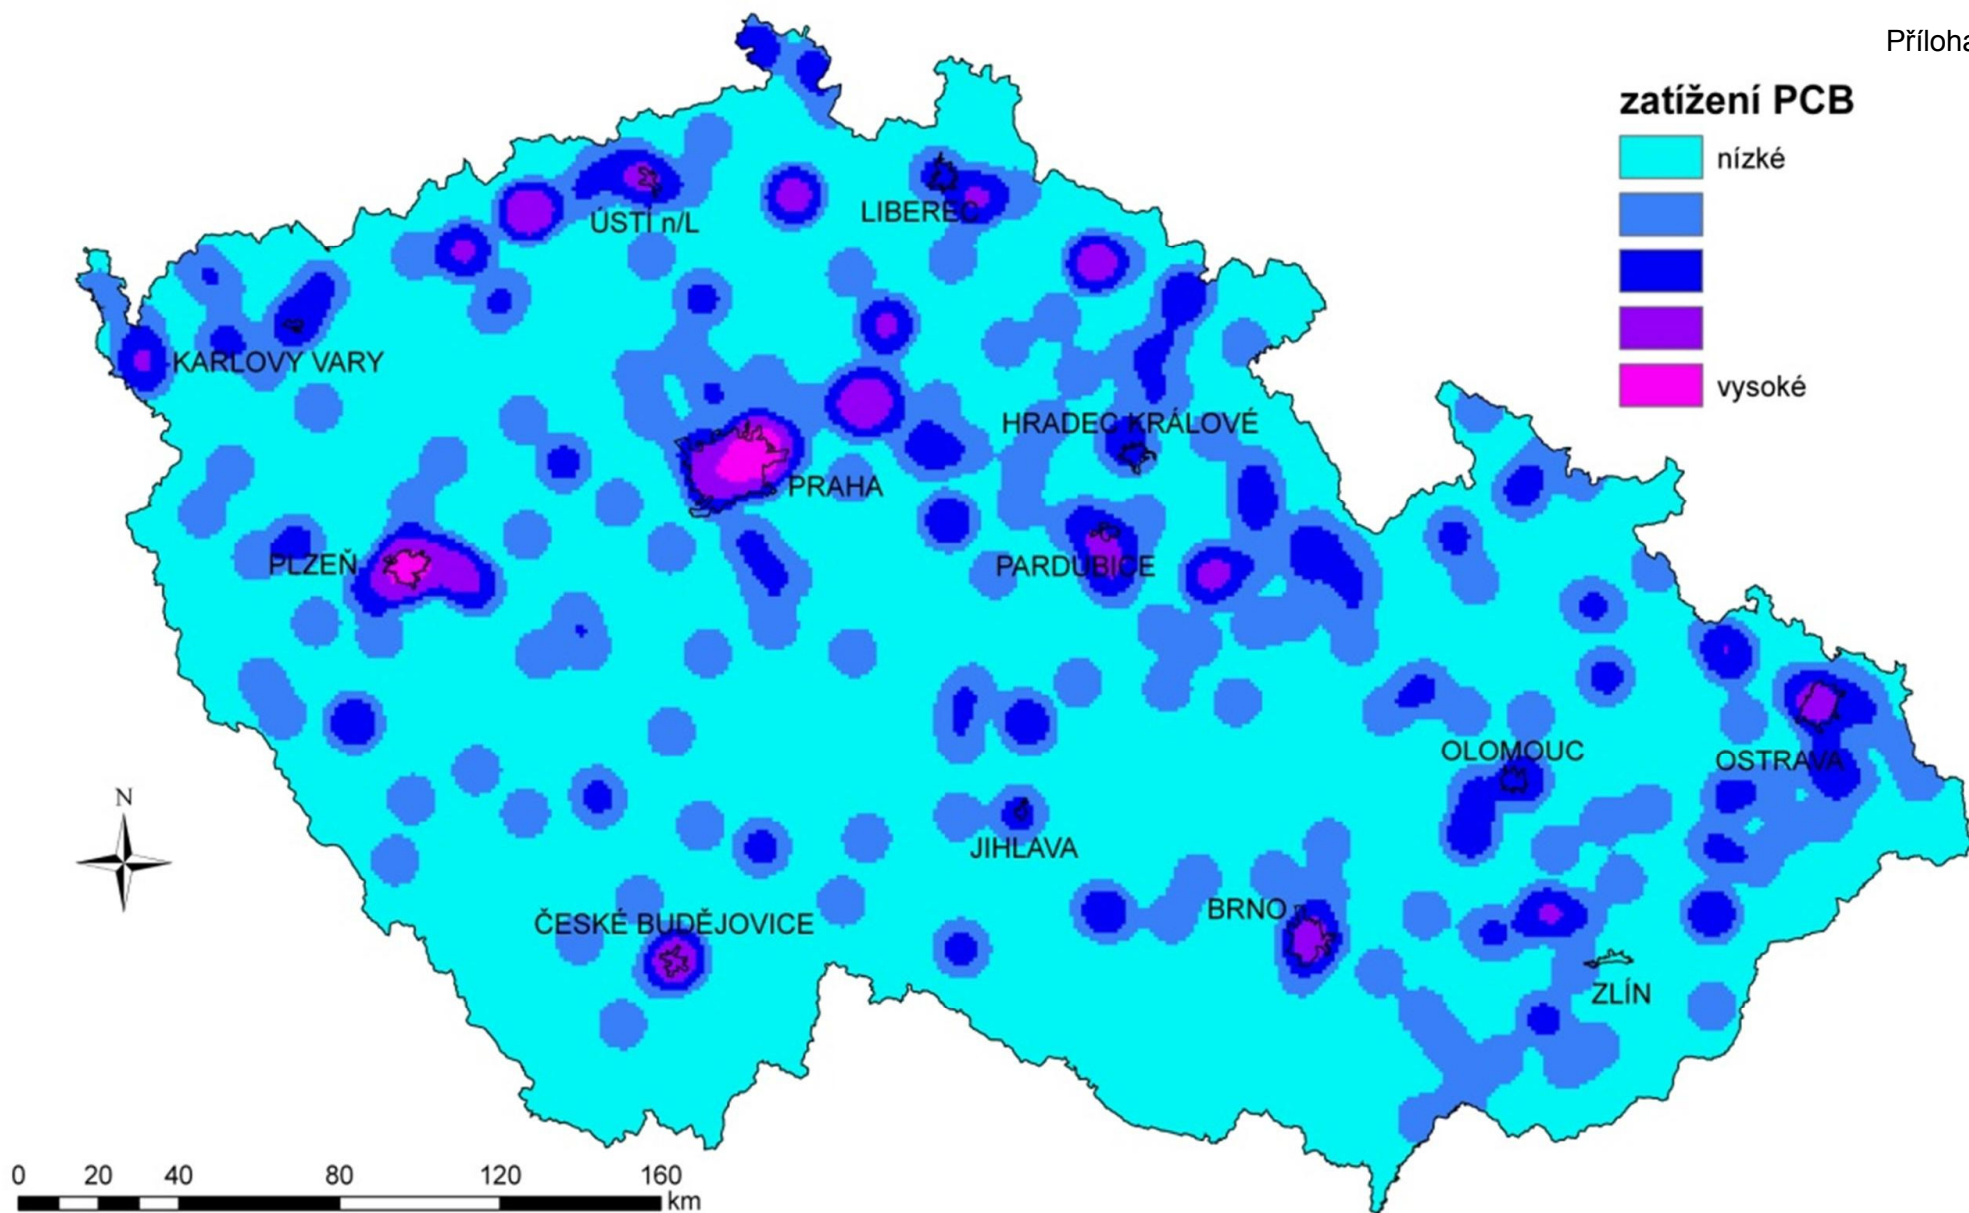 Příloha
zatížení PCB
nízké
vysoké
ÚSTÍ n/L
LIBEREC
KARLOVY VARY
HRADEC KRÁLOVÉ
PRAHA
PLZEŇ
PARDUBICE
OLOMOUC
OSTRAVA
JIHLAVA
BRNO
ČESKÉ BUDĚJOVICE
ZLÍN
N
0 20 40 80 120 160
km